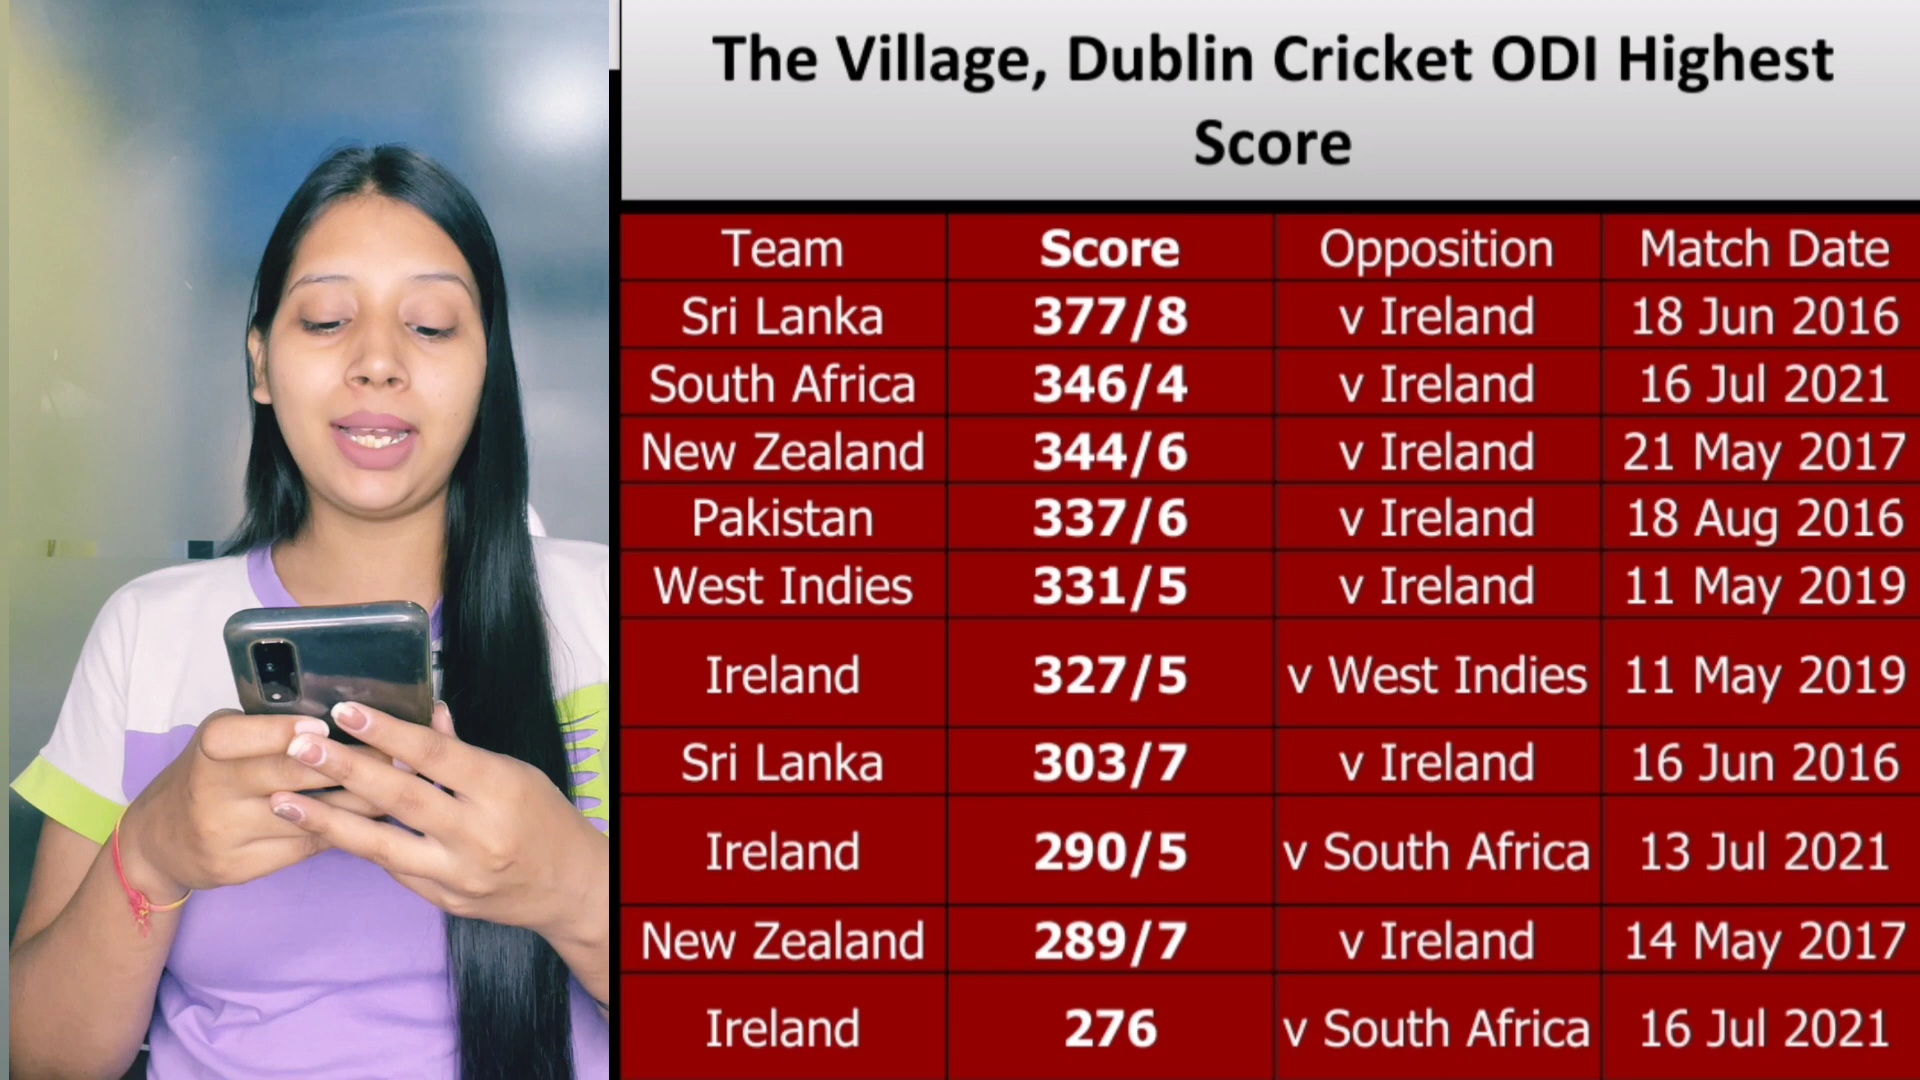 The Village, Dublin Cricket ODI Highest
Score
Team Score Opposition Match Date
Sri Lanka 377/8 v Ireland 18 Jun 2016
South Africa 346/4 v Ireland 16 Jul 2021
New Zealand 344/6 v Ireland 21 May 2017
Pakistan 337/6 v Ireland 18 Aug 2016
West Indies 331/5 v Ireland 11 May 2019
Ireland 327/5 v West Indies 11 May 2019
Sri Lanka 303/7 v Ireland 16 Jun 2016
Ireland 290/5 v South Africa 13 Jul 2021
New Zealand 289/7 v Ireland 14 May 2017
Ireland 276 v South Africa 16 Jul 2021